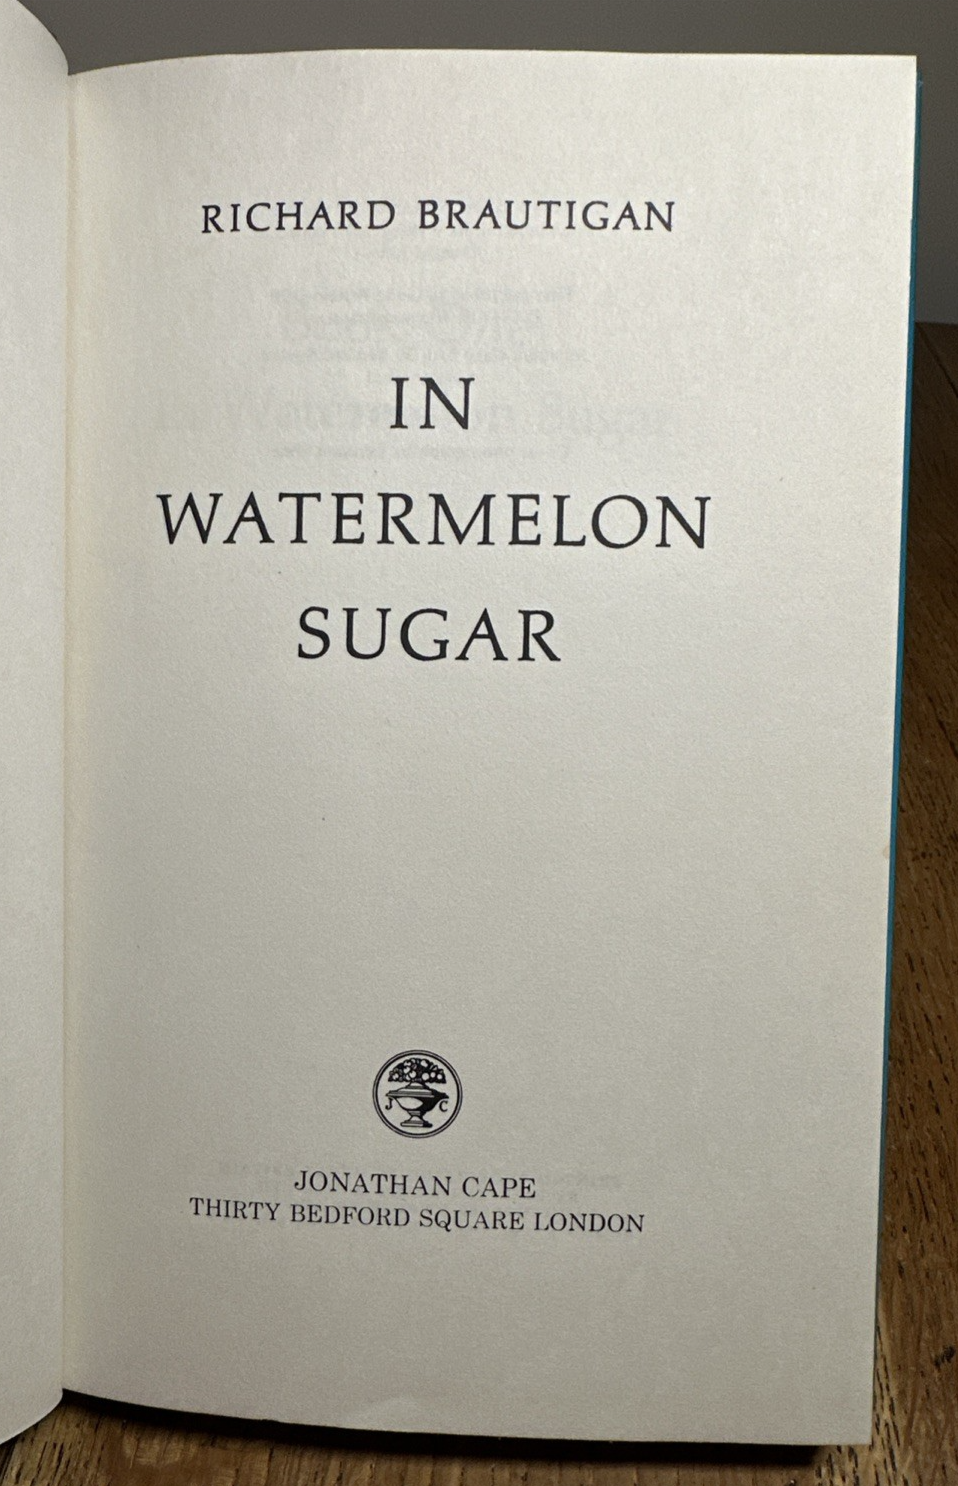 RICHARD BRAUTIGAN
IN
WATERMELON
SUGAR
J C
JONATHAN CAPE
THIRTY BEDFORD SQUARE LONDON